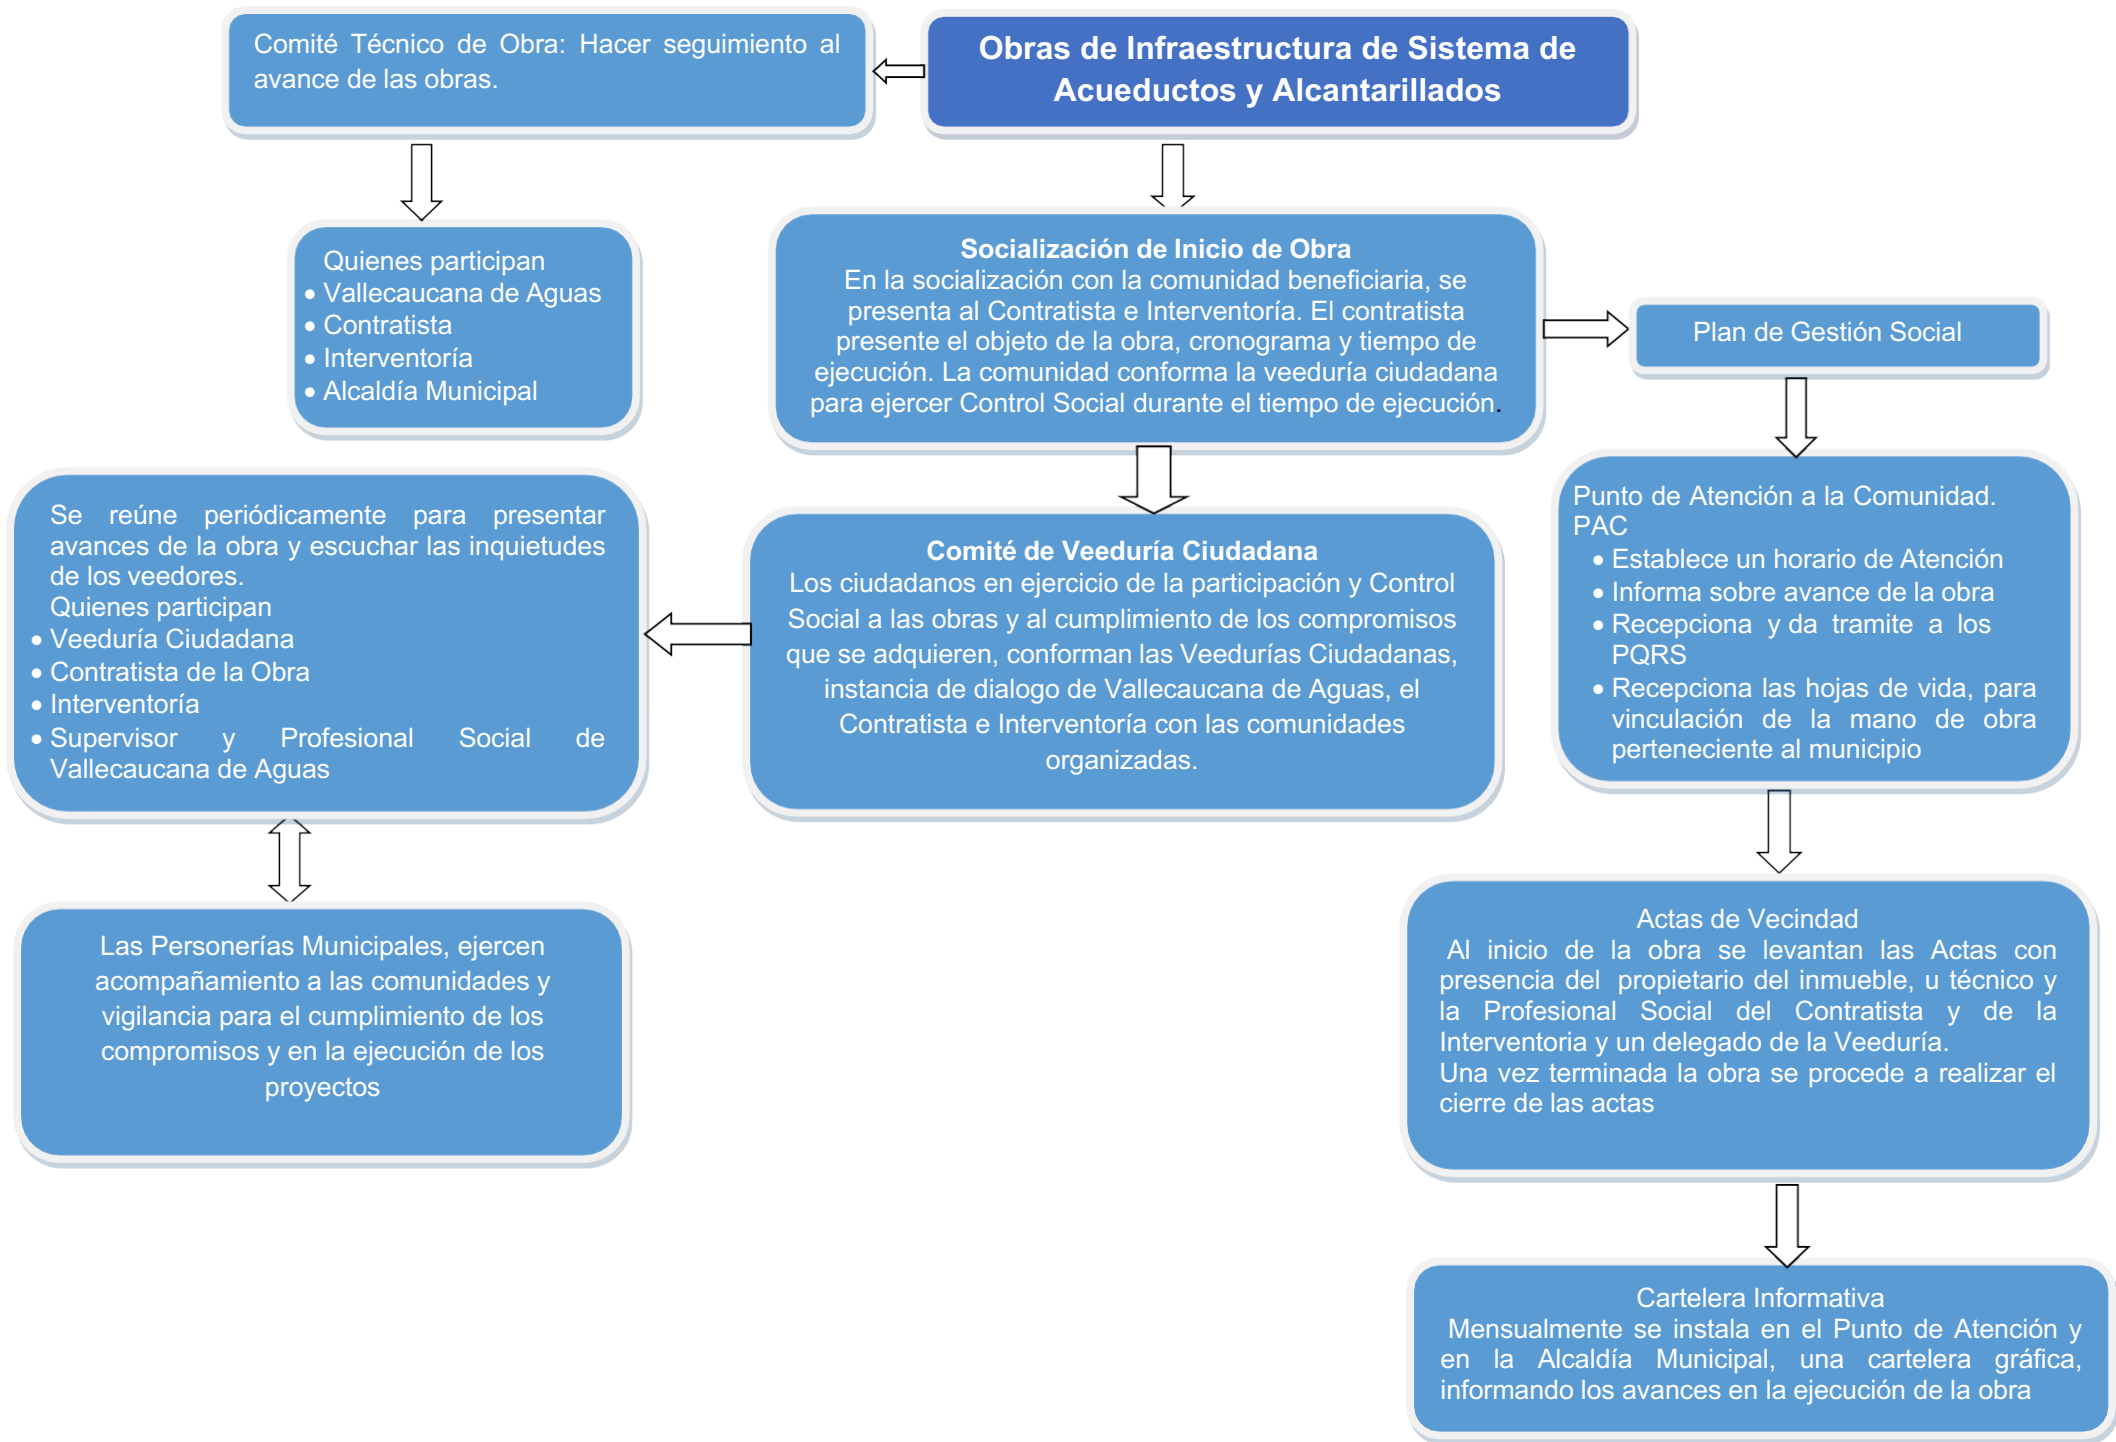 Comité Técnico de Obra: Hacer seguimiento al
avance de las obras.
Obras de Infraestructura de Sistema de
Acueductos y Alcantarillados
Quienes participan
• Vallecaucana de Aguas
• Contratista
• Interventoría
• Alcaldía Municipal
Socialización de Inicio de Obra
En la socialización con la comunidad beneficiaria, se
presenta al Contratista e Interventoría. El contratista
presente el objeto de la obra, cronograma y tiempo de
ejecución. La comunidad conforma la veeduría ciudadana
para ejercer Control Social durante el tiempo de ejecución.
Plan de Gestión Social
Se reúne periódicamente para presentar
avances de la obra y escuchar las inquietudes
de los veedores.
Quienes participan
• Veeduría Ciudadana
• Contratista de la Obra
• Interventoría
• Supervisor y Profesional Social de
Vallecaucana de Aguas
Comité de Veeduría Ciudadana
Los ciudadanos en ejercicio de la participación y Control
Social a las obras y al cumplimiento de los compromisos
que se adquieren, conforman las Veedurías Ciudadanas,
instancia de dialogo de Vallecaucana de Aguas, el
Contratista e Interventoría con las comunidades
organizadas.
Punto de Atención a la Comunidad.
PAC
• Establece un horario de Atención
• Informa sobre avance de la obra
• Recepciona y da tramite a los
PQRS
• Recepciona las hojas de vida, para
vinculación de la mano de obra
perteneciente al municipio
Las Personerías Municipales, ejercen
acompañamiento a las comunidades y
vigilancia para el cumplimiento de los
compromisos y en la ejecución de los
proyectos
Actas de Vecindad
Al inicio de la obra se levantan las Actas con
presencia del propietario del inmueble, u técnico y
la Profesional Social del Contratista y de la
Interventoria y un delegado de la Veeduría.
Una vez terminada la obra se procede a realizar el
cierre de las actas
Cartelera Informativa
Mensualmente se instala en el Punto de Atención y
en la Alcaldía Municipal, una cartelera gráfica,
informando los avances en la ejecución de la obra